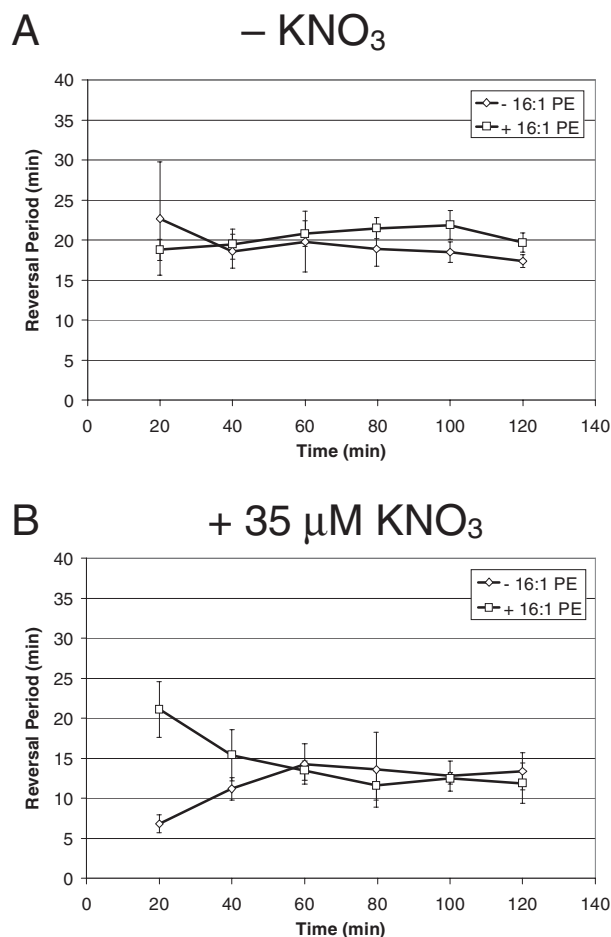 A
– KNO₃
40
35
30
25
20
15
10
5
0
Reversal Period (min)
- 16:1 PE
+ 16:1 PE
0 20 40 60 80 100 120 140
Time (min)
B
+ 35 μM KNO₃
40
35
30
25
20
15
10
5
0
Reversal Period (min)
- 16:1 PE
+ 16:1 PE
0 20 40 60 80 100 120 140
Time (min)